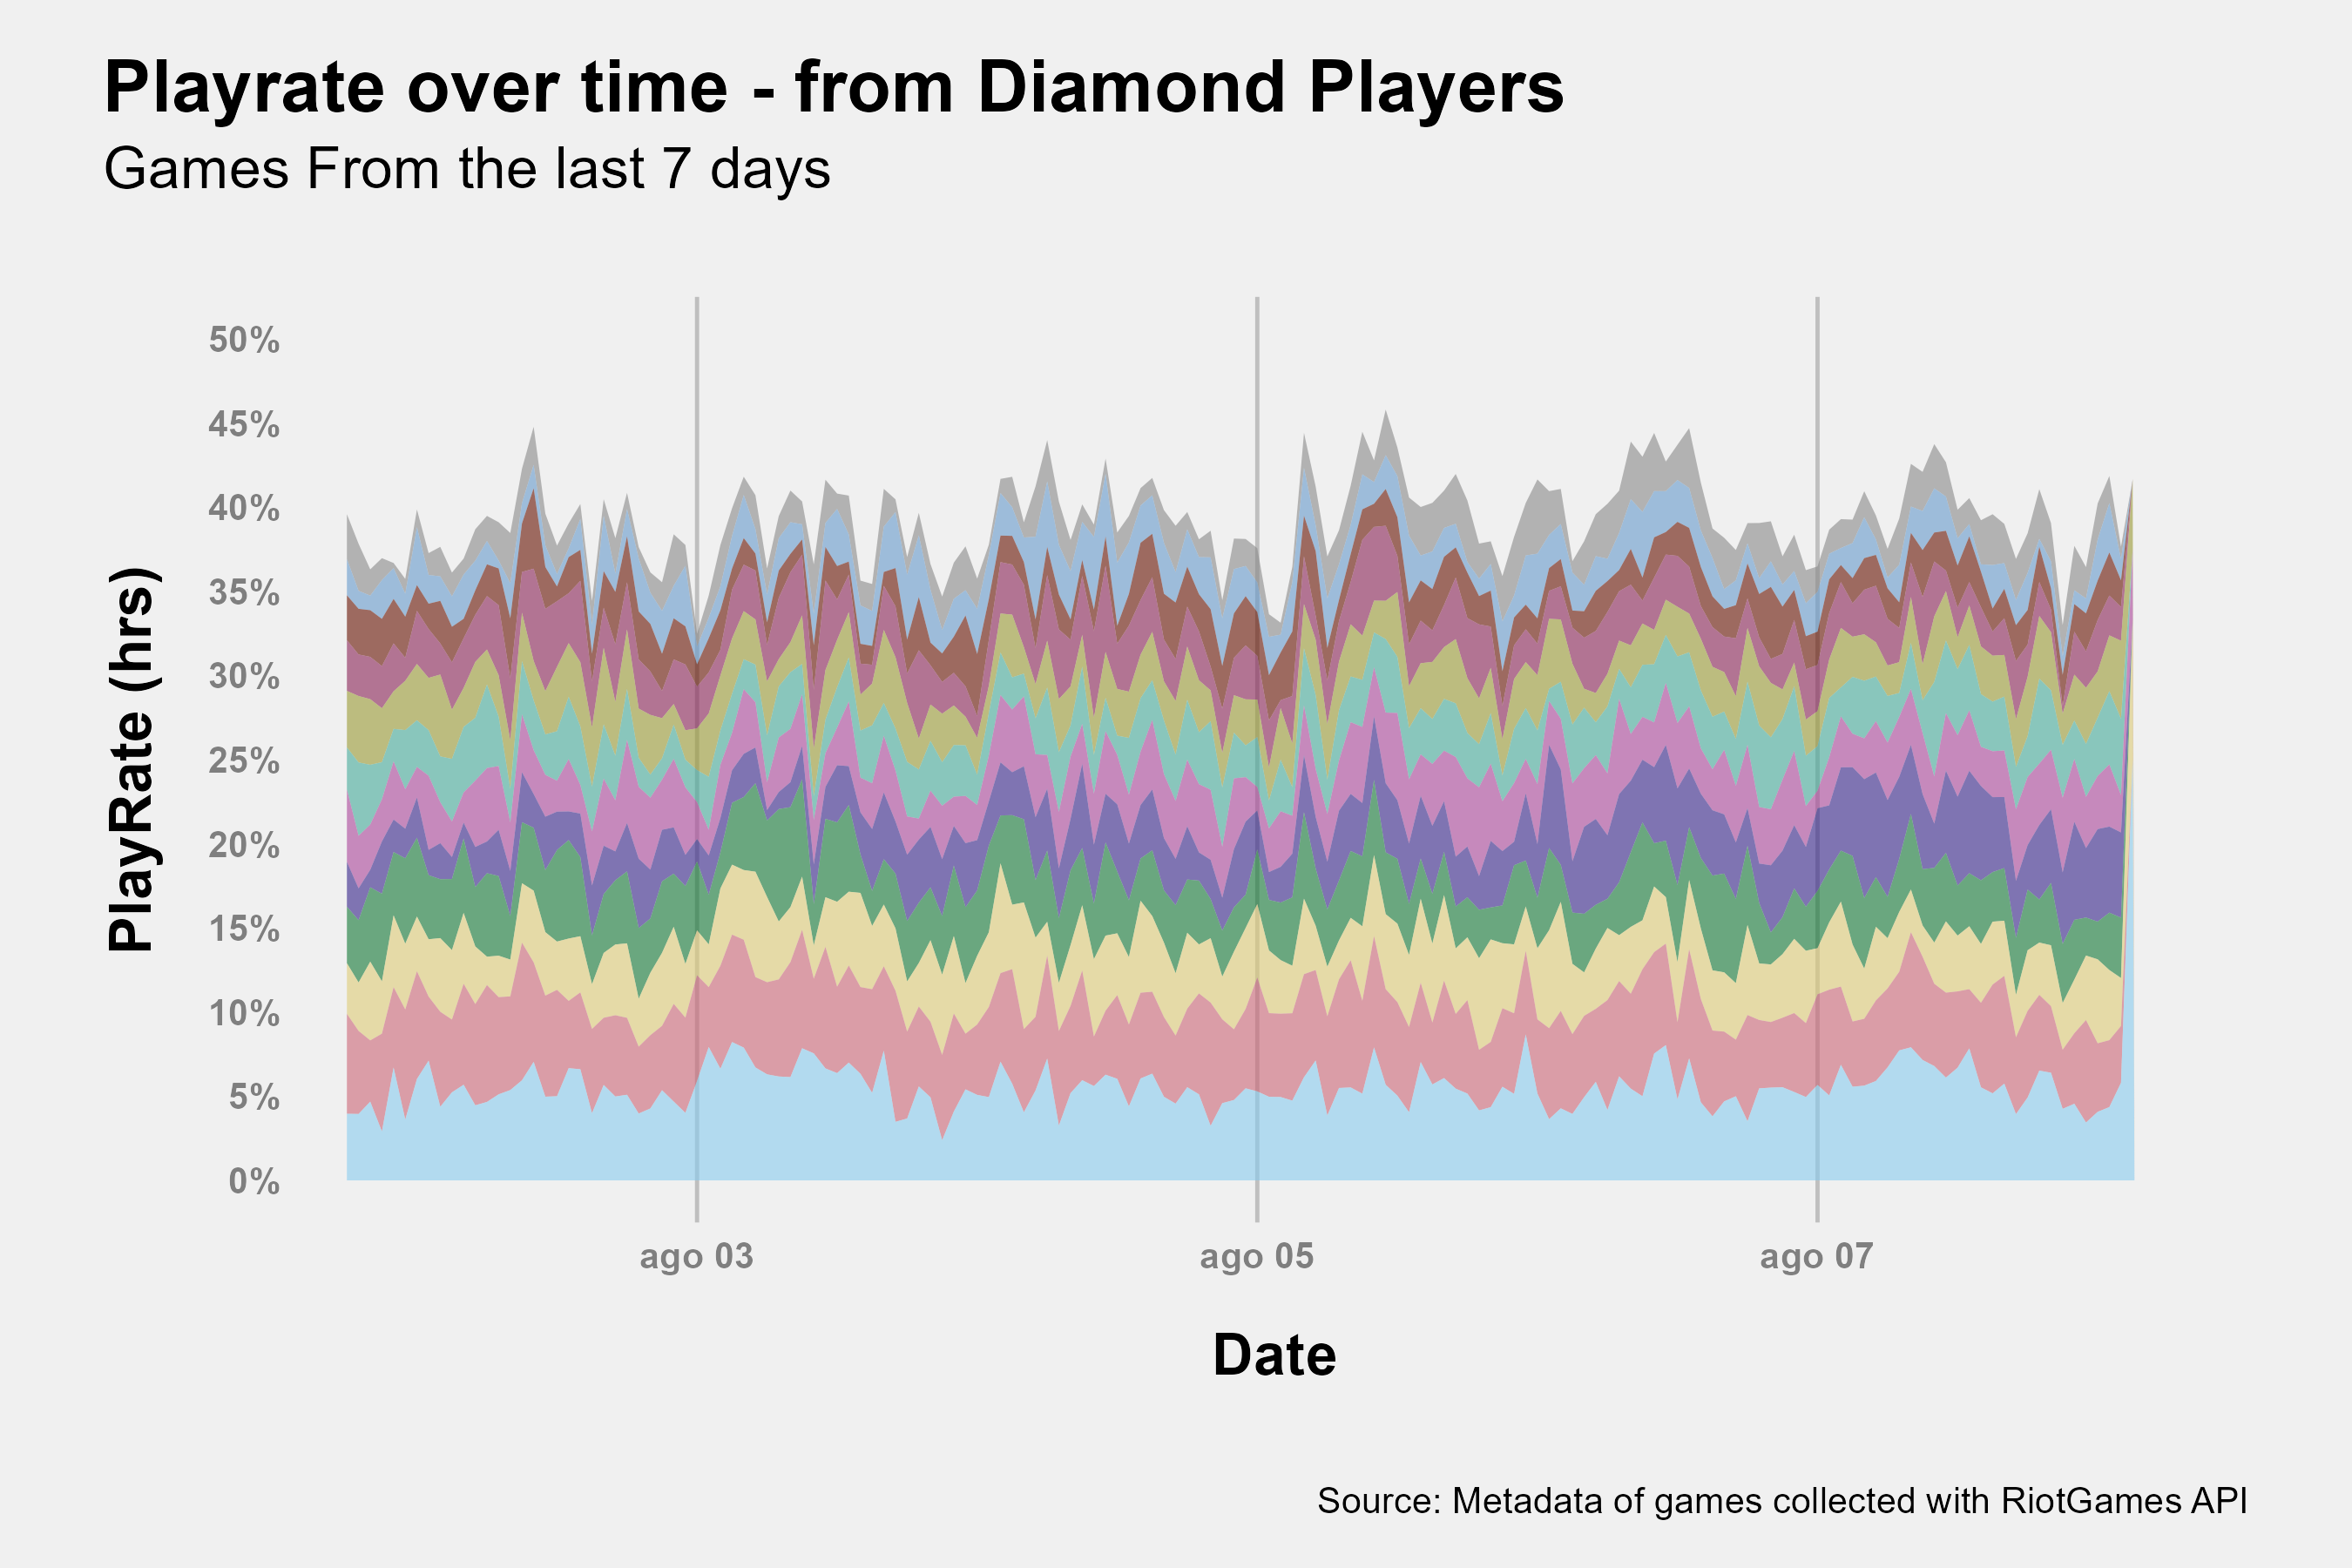 Playrate over time - from Diamond Players
Games From the last 7 days
50%
45%
40%
35%
30%
25%
20%
15%
10%
5%
0%
PlayRate (hrs)
ago 03
ago 05
ago 07
Date
Source: Metadata of games collected with RiotGames API